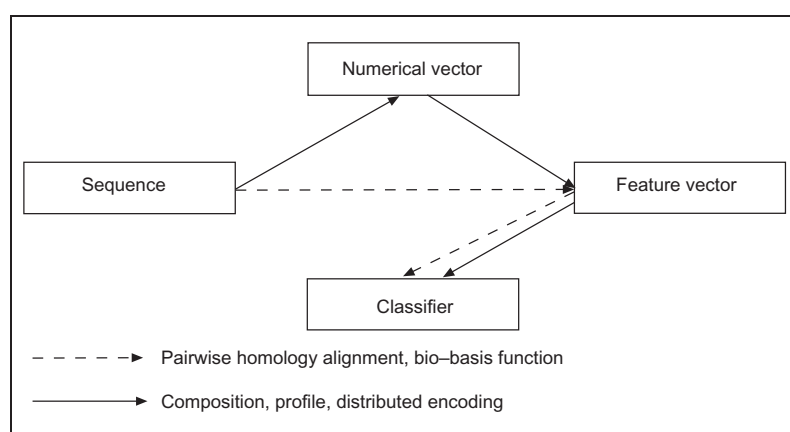 Numerical vector
Sequence
Feature vector
Classifier
Pairwise homology alignment, bio–basis function
Composition, profile, distributed encoding